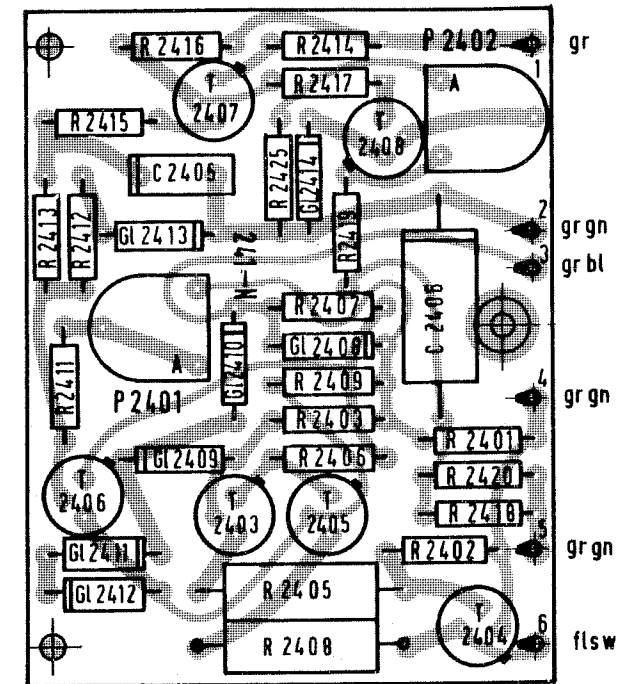 R 2416
R 2414
P 2402
gr
1
A
R 2417
T
2407
R 2415
T
2408
C 2405
R 2425
Gl 2414
R 2413
R 2412
Gl 2413
R 2419
2
gr gn
3
gr bl
N-
R 2407
C 2406
Gl 2408
R 2411
A
Gl 2410
R 2409
4
gr gn
P 2401
R 2403
R 2401
Gl 2409
R 2406
R 2420
T
2406
T
2403
T
2405
R 2418
Gl 2411
R 2402
5
gr gn
Gl 2412
R 2405
T
2404
6
flsw
R 2408